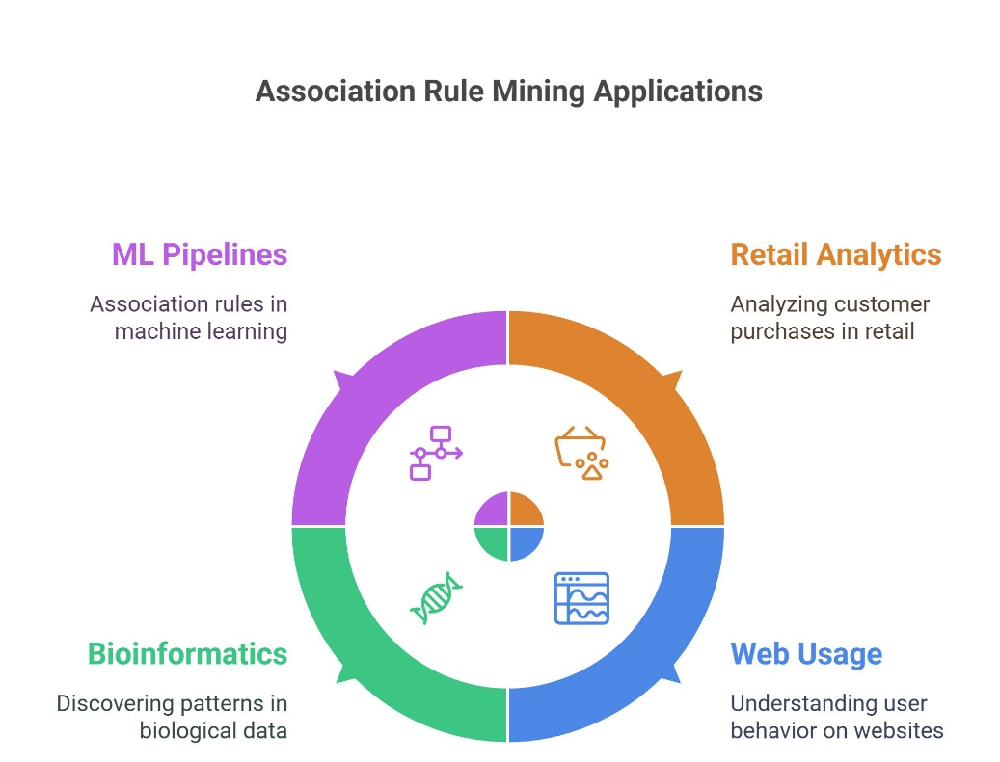 Association Rule Mining Applications
ML Pipelines
Association rules in
machine learning
Retail Analytics
Analyzing customer
purchases in retail
Bioinformatics
Discovering patterns in
biological data
Web Usage
Understanding user
behavior on websites